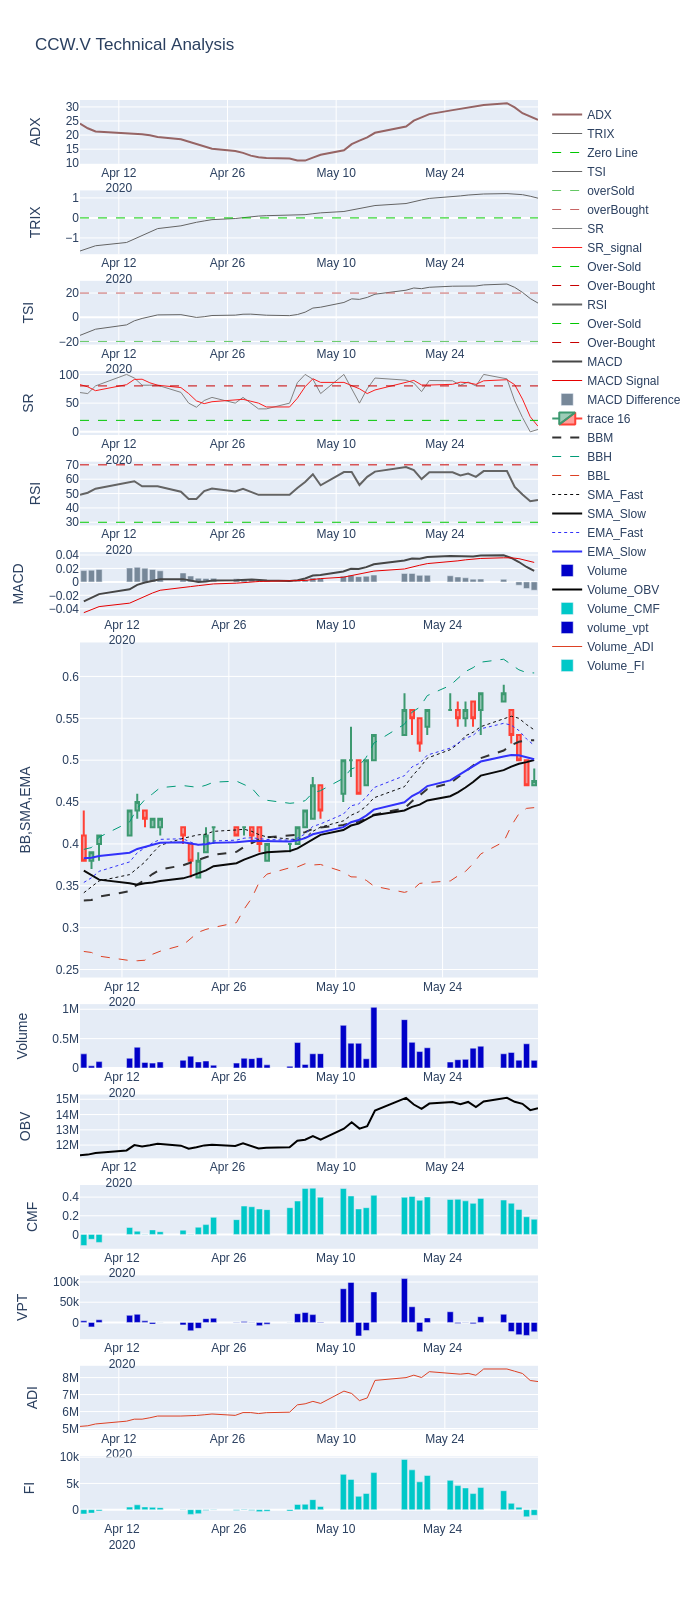 CCW.V Technical Analysis
ADX
30
25
20
15
10
Apr 12
2020
Apr 26
May 10
May 24
TRIX
1
0
−1
Apr 12
2020
Apr 26
May 10
May 24
TSI
20
0
−20
Apr 12
2020
Apr 26
May 10
May 24
SR
100
50
0
Apr 12
2020
Apr 26
May 10
May 24
RSI
70
60
50
40
30
Apr 12
2020
Apr 26
May 10
May 24
MACD
0.04
0.02
0
−0.02
−0.04
Apr 12
2020
Apr 26
May 10
May 24
BB,SMA,EMA
0.6
0.55
0.5
0.45
0.4
0.35
0.3
0.25
Apr 12
2020
Apr 26
May 10
May 24
Volume
1M
0.5M
0
Apr 12
2020
Apr 26
May 10
May 24
OBV
15M
14M
13M
12M
Apr 12
2020
Apr 26
May 10
May 24
CMF
0.4
0.2
0
Apr 12
2020
Apr 26
May 10
May 24
VPT
100k
50k
0
Apr 12
2020
Apr 26
May 10
May 24
ADI
8M
7M
6M
5M
Apr 12
2020
Apr 26
May 10
May 24
FI
10k
5k
0
Apr 12
2020
Apr 26
May 10
May 24
ADX
TRIX
Zero Line
TSI
overSold
overBought
SR
SR_signal
Over-Sold
Over-Bought
RSI
Over-Sold
Over-Bought
MACD
MACD Signal
MACD Difference
trace 16
BBM
BBH
BBL
SMA_Fast
SMA_Slow
EMA_Fast
EMA_Slow
Volume
Volume_OBV
Volume_CMF
volume_vpt
Volume_ADI
Volume_FI